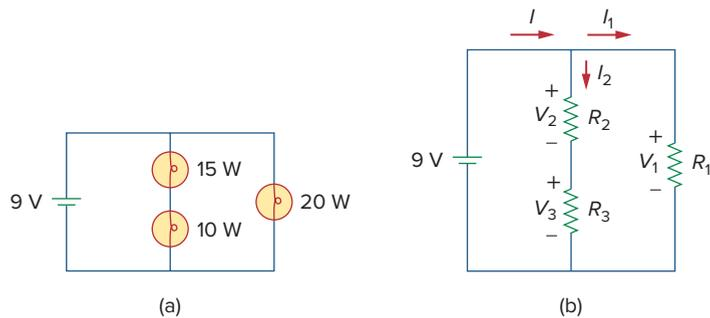 I I₁
I₂
+
V₂ R₂
−
+
V₁ R₁
−
9 V
+
V₃ R₃
−
15 W
9 V 20 W
10 W
(a) (b)